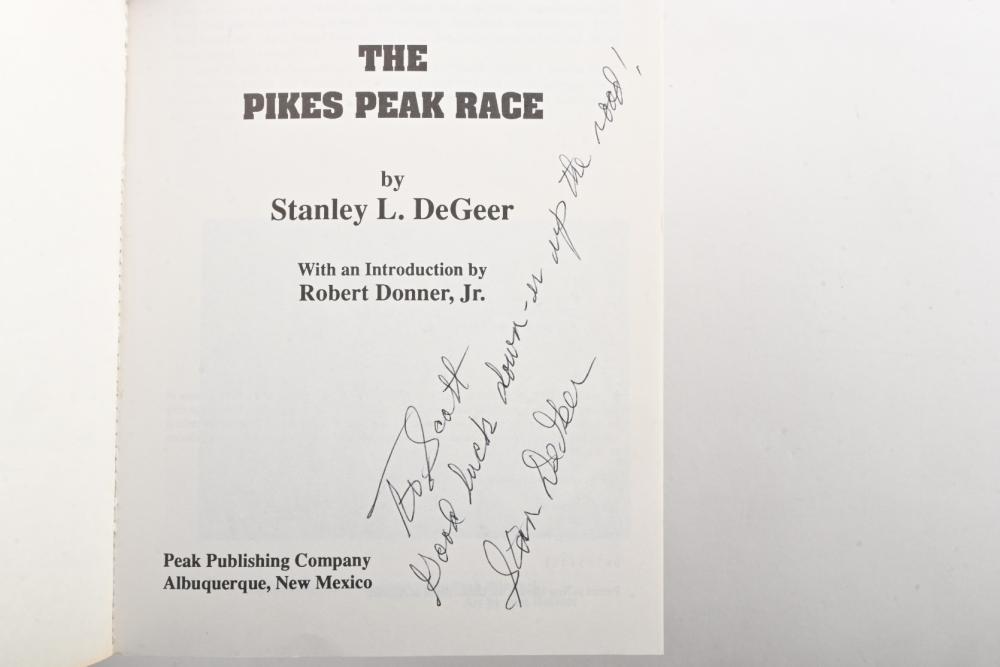 THE
PIKES PEAK RACE
by
Stanley L. DeGeer
With an Introduction by
Robert Donner, Jr.
To Scott
Good luck down-er up the road!
Stan DeGeer
Peak Publishing Company
Albuquerque, New Mexico